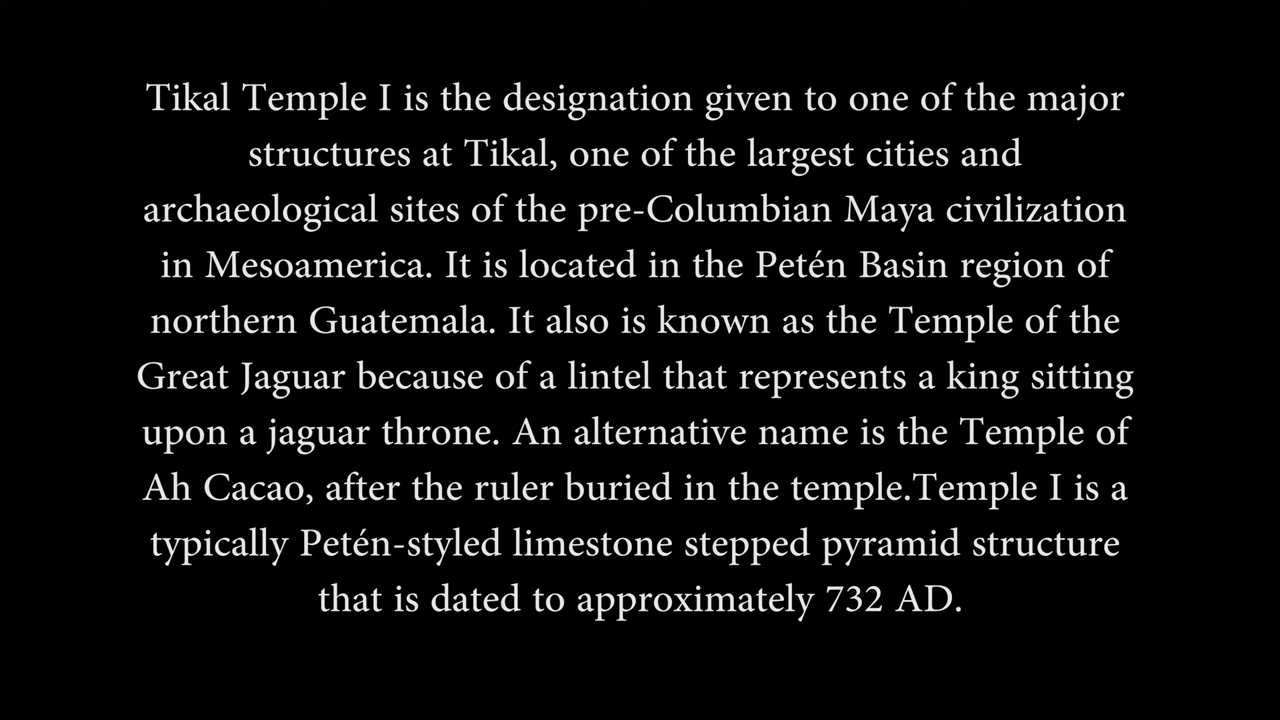 Tikal Temple I is the designation given to one of the major
structures at Tikal, one of the largest cities and
archaeological sites of the pre-Columbian Maya civilization
in Mesoamerica. It is located in the Petén Basin region of
northern Guatemala. It also is known as the Temple of the
Great Jaguar because of a lintel that represents a king sitting
upon a jaguar throne. An alternative name is the Temple of
Ah Cacao, after the ruler buried in the temple.Temple I is a
typically Petén-styled limestone stepped pyramid structure
that is dated to approximately 732 AD.